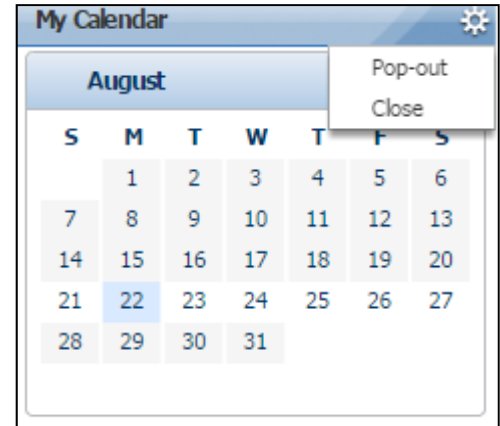 My Calendar
Pop-out
August
Close
S M T W T F S
1 2 3 4 5 6
7 8 9 10 11 12 13
14 15 16 17 18 19 20
21 22 23 24 25 26 27
28 29 30 31